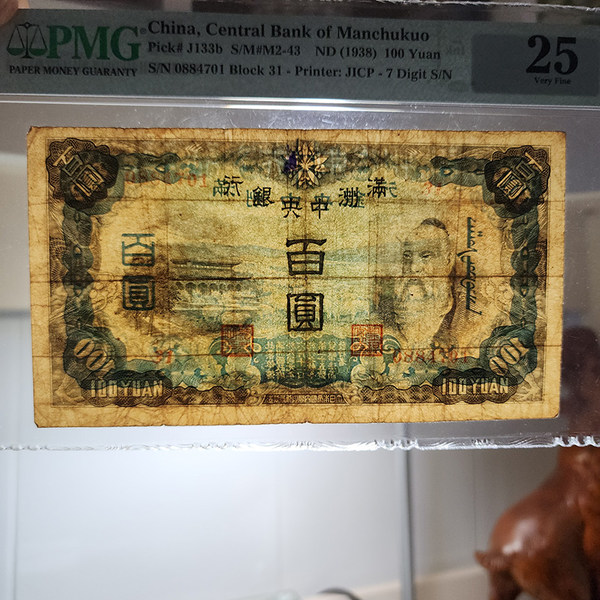 PMG
PAPER MONEY GUARANTY
China, Central Bank of Manchukuo
Pick# J133b S/M#M2-43 ND (1938) 100 Yuan
S/N 0884701 Block 31 - Printer: JICP - 7 Digit S/N
25
Very Fine
行銀央中洲滿
百圓
百圓
100
100
100 YUAN
100 YUAN